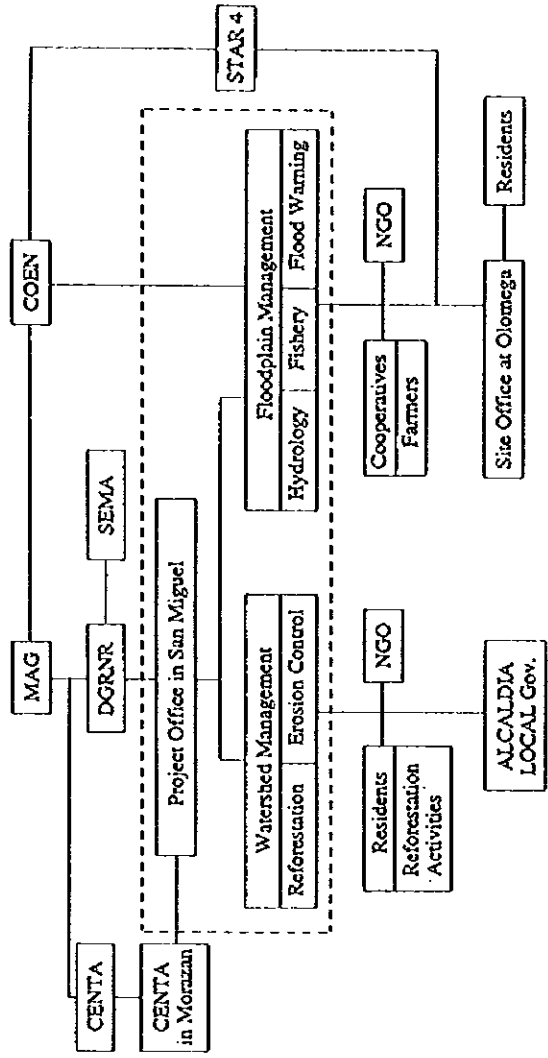 MAG
COEN
CENTA
DGRNR
SEMA
STAR 4
CENTA
in Morazan
Project Office in San Miguel
Watershed Management
Reforestation
Erosion Control
Floodplain Management
Hydrology
Fishery
Flood Warning
Residents
Reforestation
Activities
NGO
Cooperatives
Farmers
NGO
ALCALDIA
LOCAL Gov.
Site Office at Olomega
Residents